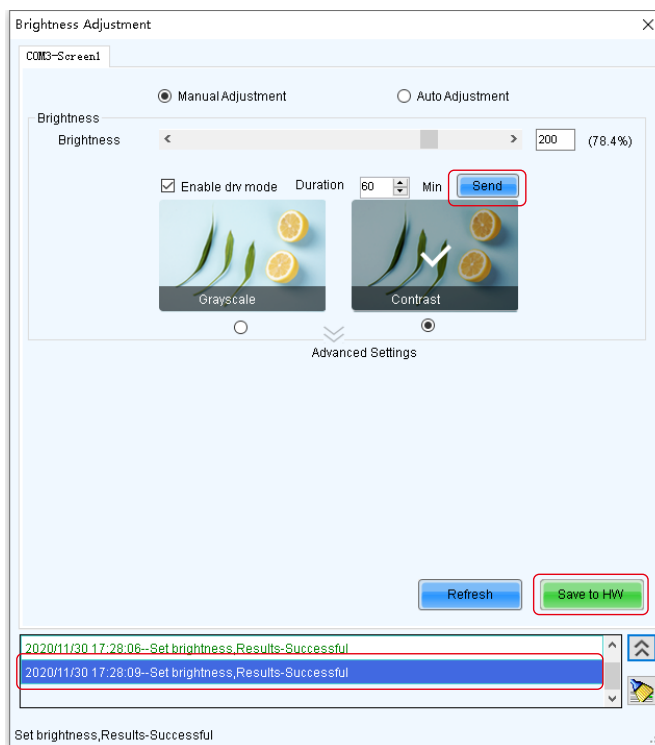 Brightness Adjustment
COM3-Screen1
Manual Adjustment Auto Adjustment
Brightness
Brightness 200 (78.4%)
Enable drv mode Duration 60 Min Send
Grayscale Contrast
Advanced Settings
Refresh Save to HW
2020/11/30 17:28:06--Set brightness,Results-Successful
2020/11/30 17:28:09--Set brightness,Results-Successful
Set brightness,Results-Successful